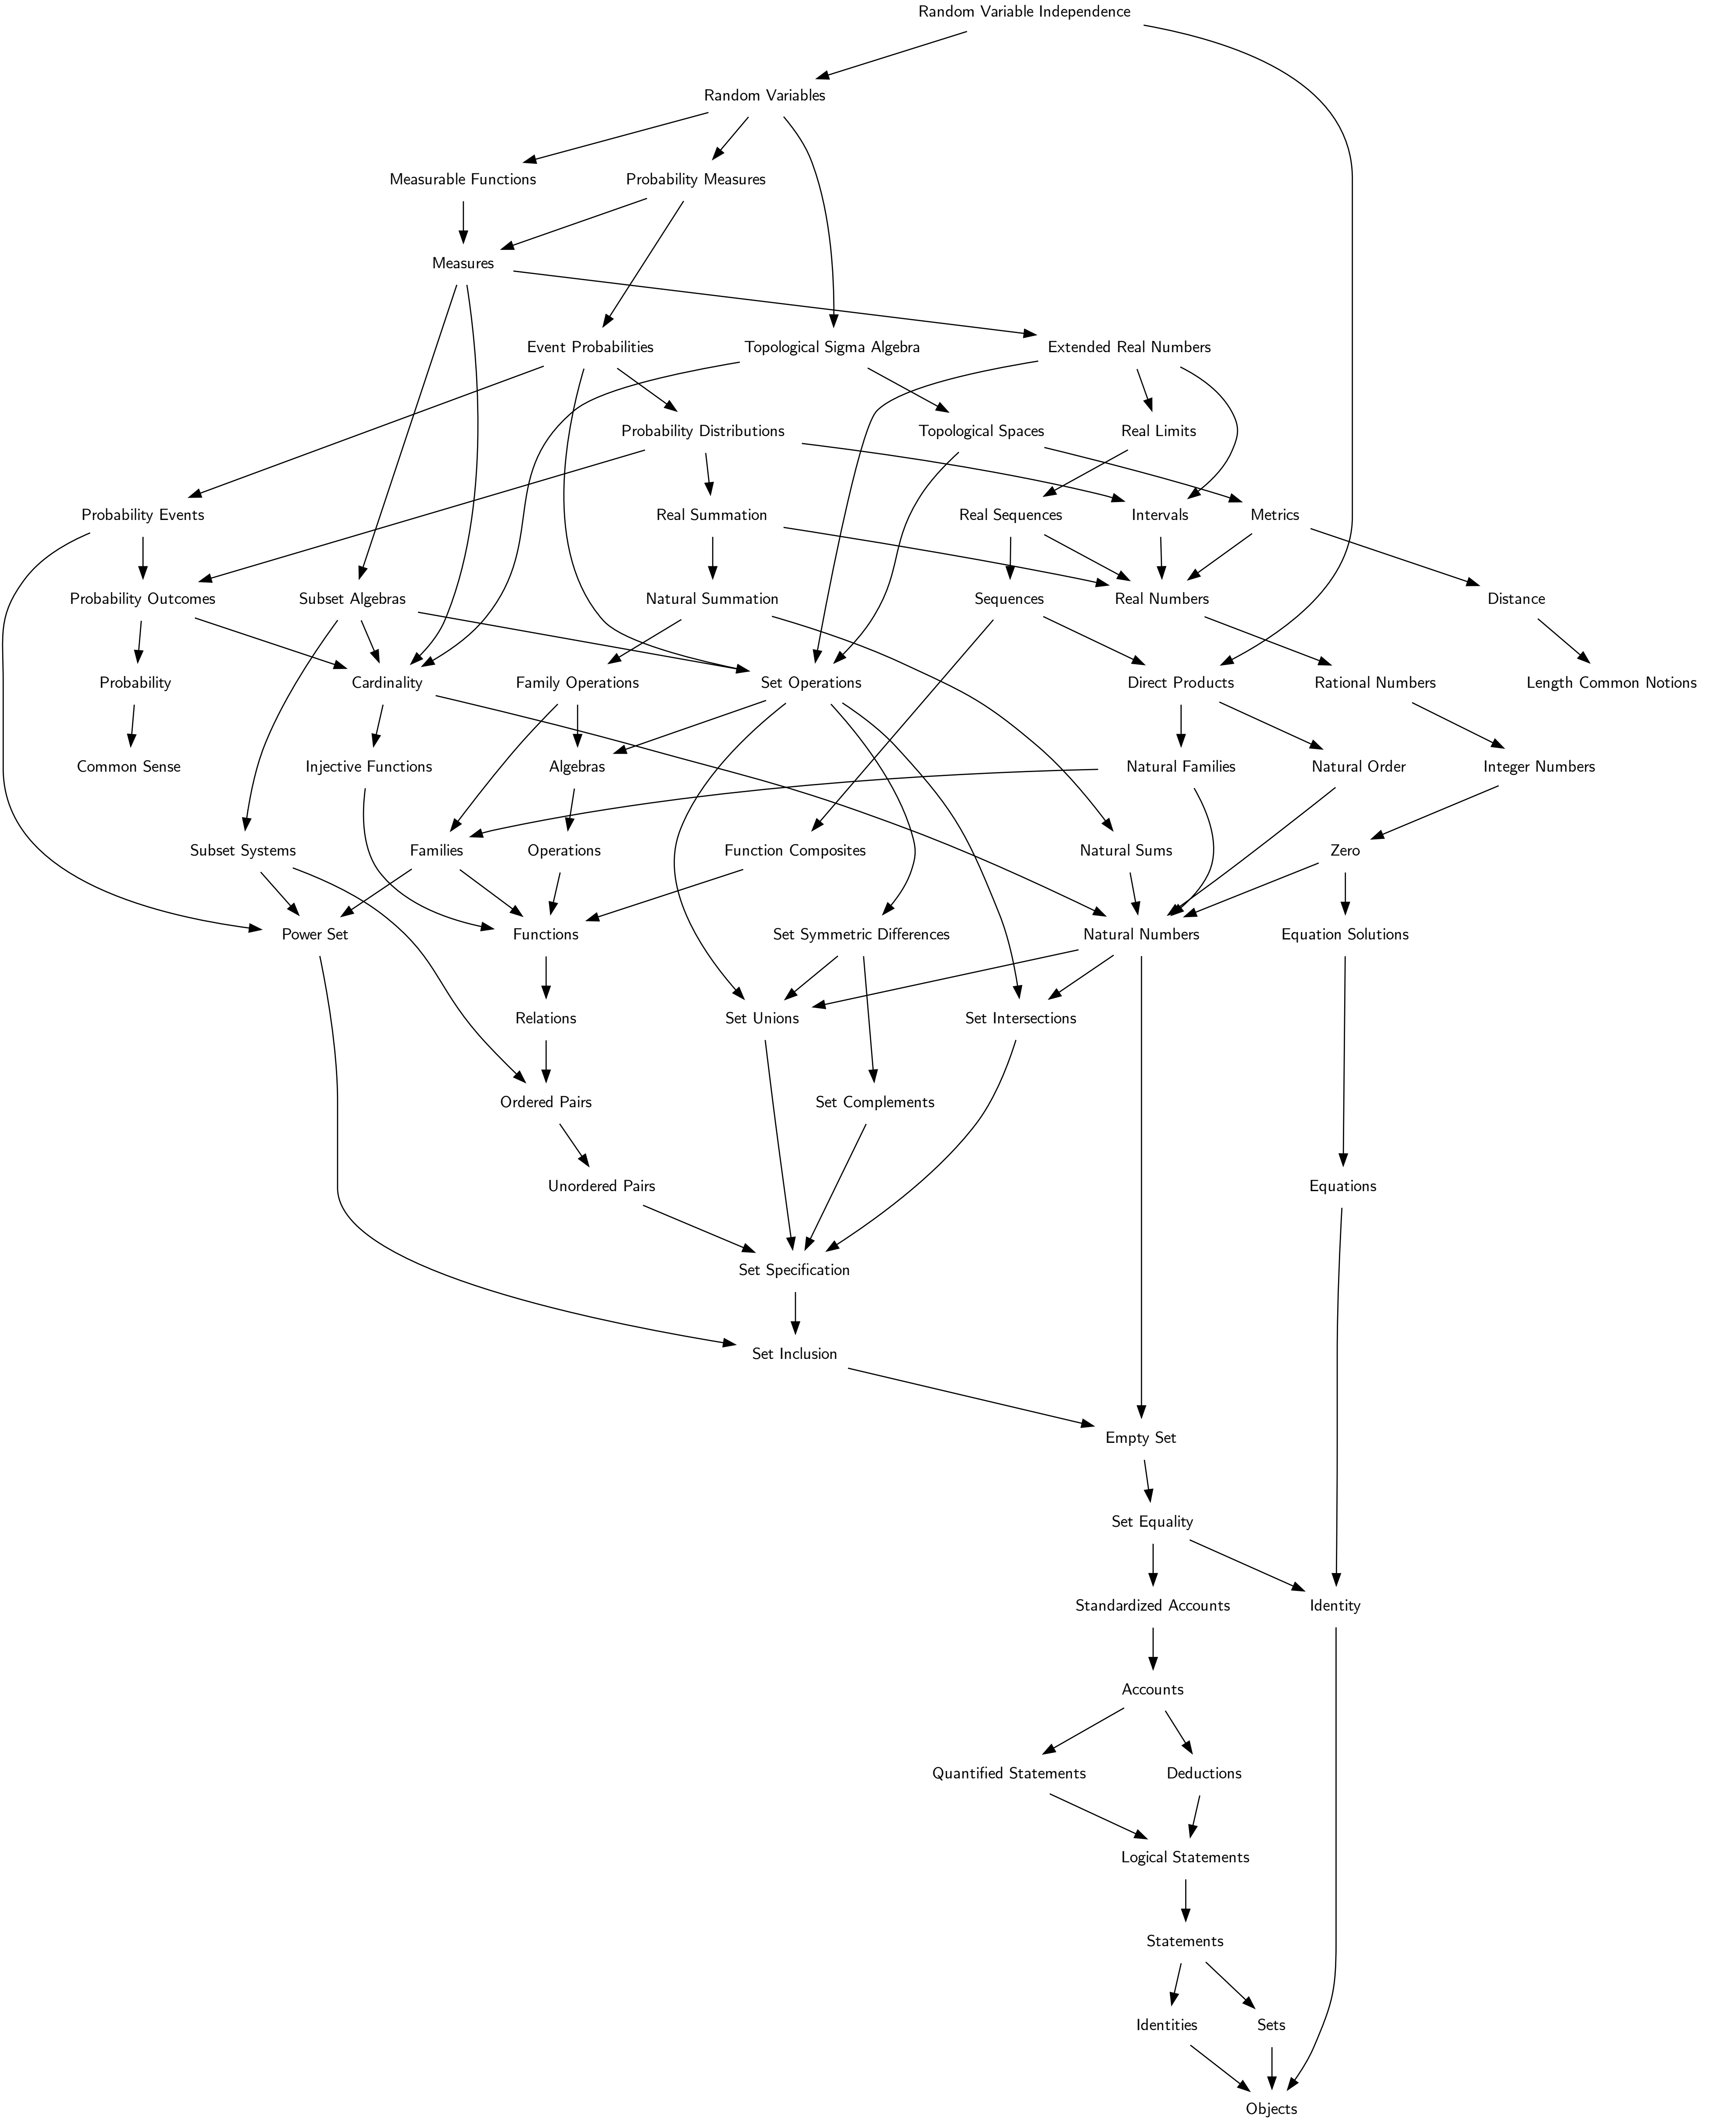 Random Variable Independence
Random Variables
Measurable Functions
Probability Measures
Measures
Event Probabilities
Topological Sigma Algebra
Extended Real Numbers
Probability Distributions
Topological Spaces
Real Limits
Probability Events
Real Summation
Real Sequences
Intervals
Metrics
Probability Outcomes
Subset Algebras
Natural Summation
Sequences
Real Numbers
Distance
Probability
Cardinality
Family Operations
Set Operations
Direct Products
Rational Numbers
Length Common Notions
Common Sense
Injective Functions
Algebras
Natural Families
Natural Order
Integer Numbers
Subset Systems
Families
Operations
Function Composites
Natural Sums
Zero
Power Set
Functions
Set Symmetric Differences
Natural Numbers
Equation Solutions
Relations
Set Unions
Set Intersections
Ordered Pairs
Set Complements
Unordered Pairs
Equations
Set Specification
Set Inclusion
Empty Set
Set Equality
Standardized Accounts
Identity
Accounts
Quantified Statements
Deductions
Logical Statements
Statements
Identities
Sets
Objects